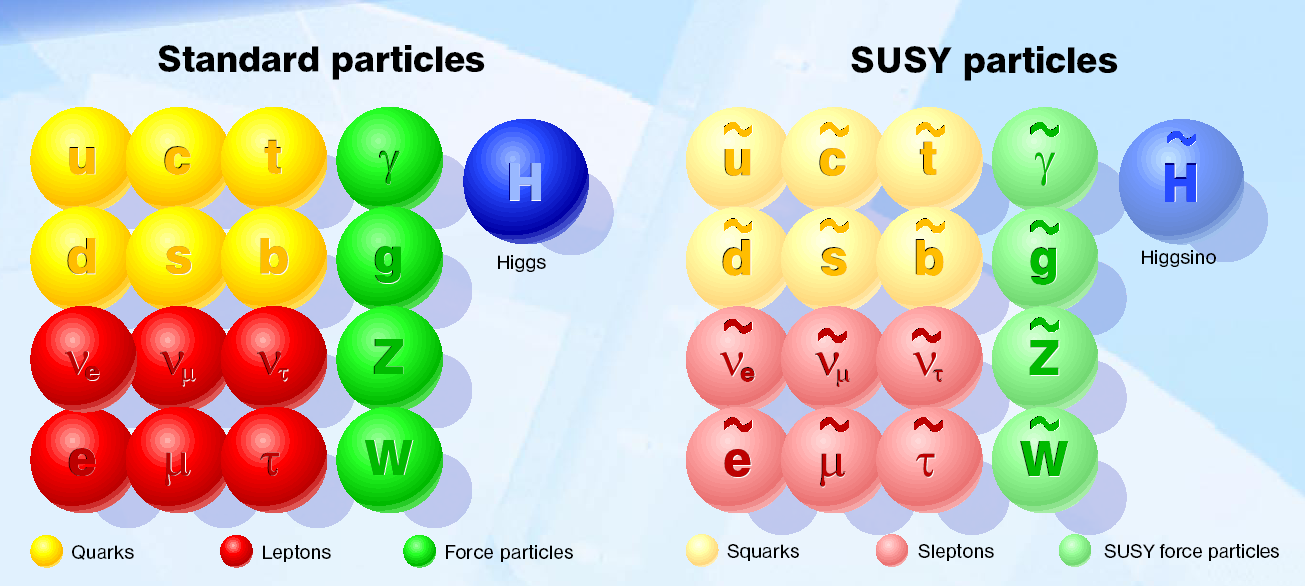 Standard particles
u c t γ H
Higgs
d s b g
νe νμ ντ Z
e μ τ W
Quarks Leptons Force particles
SUSY particles
ũ c̃ t̃ γ̃ H̃
Higgsino
d̃ s̃ b̃ g̃
ν̃e ν̃μ ν̃τ Z̃
ẽ μ̃ τ̃ W̃
Squarks Sleptons SUSY force particles